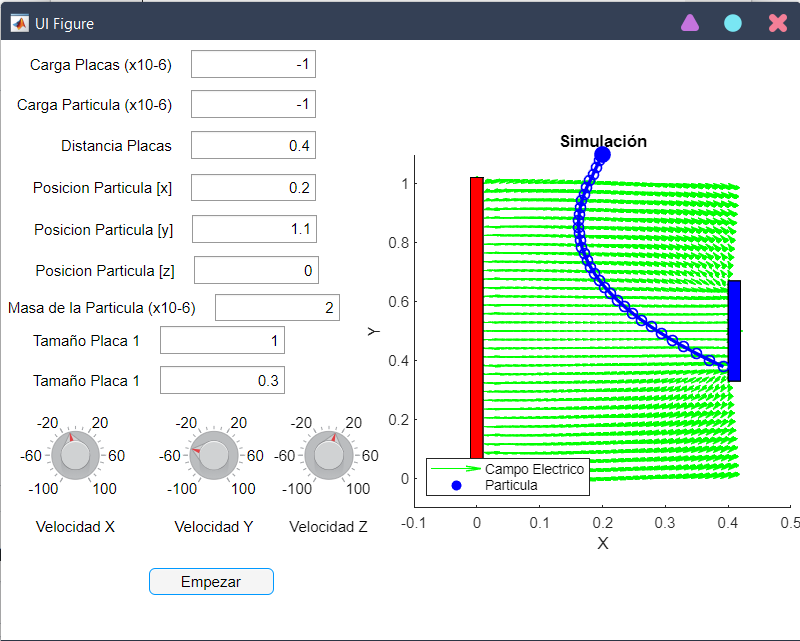 UI Figure
Carga Placas (x10-6) -1
Carga Particula (x10-6) -1
Distancia Placas 0.4
Posicion Particula [x] 0.2
Posicion Particula [y] 1.1
Posicion Particula [z] 0
Masa de la Particula (x10-6) 2
Tamaño Placa 1 1
Tamaño Placa 1 0.3
-20 20
-60 60
-100 100
Velocidad X
-20 20
-60 60
-100 100
Velocidad Y
-20 20
-60 60
-100 100
Velocidad Z
Empezar
Simulación
1
0.8
0.6
0.4
0.2
0
Y
Campo Electrico
Particula
-0.1 0 0.1 0.2 0.3 0.4 0.5
X